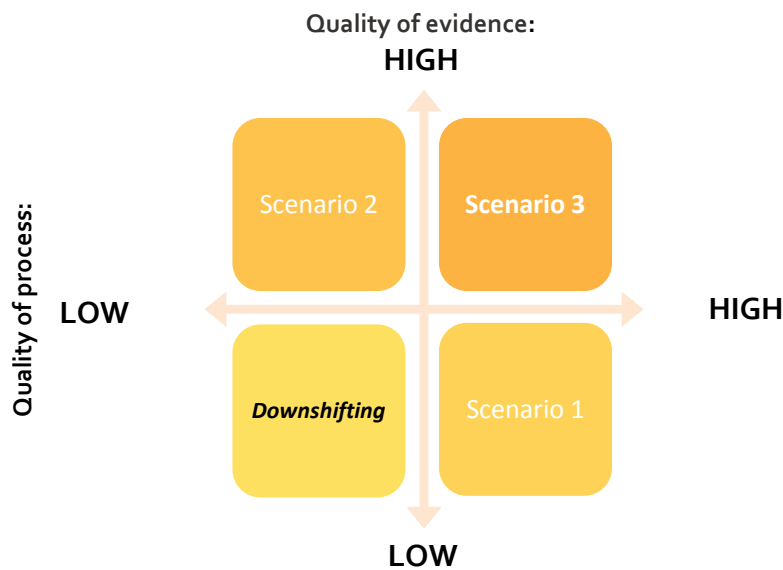 Quality of evidence:
HIGH
Scenario 2
Scenario 3
Quality of process:
LOW
HIGH
Downshifting
Scenario 1
LOW